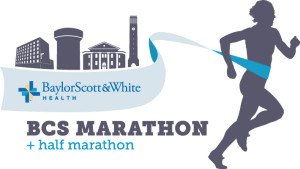 BaylorScott&White
HEALTH
BCS MARATHON
+ half marathon